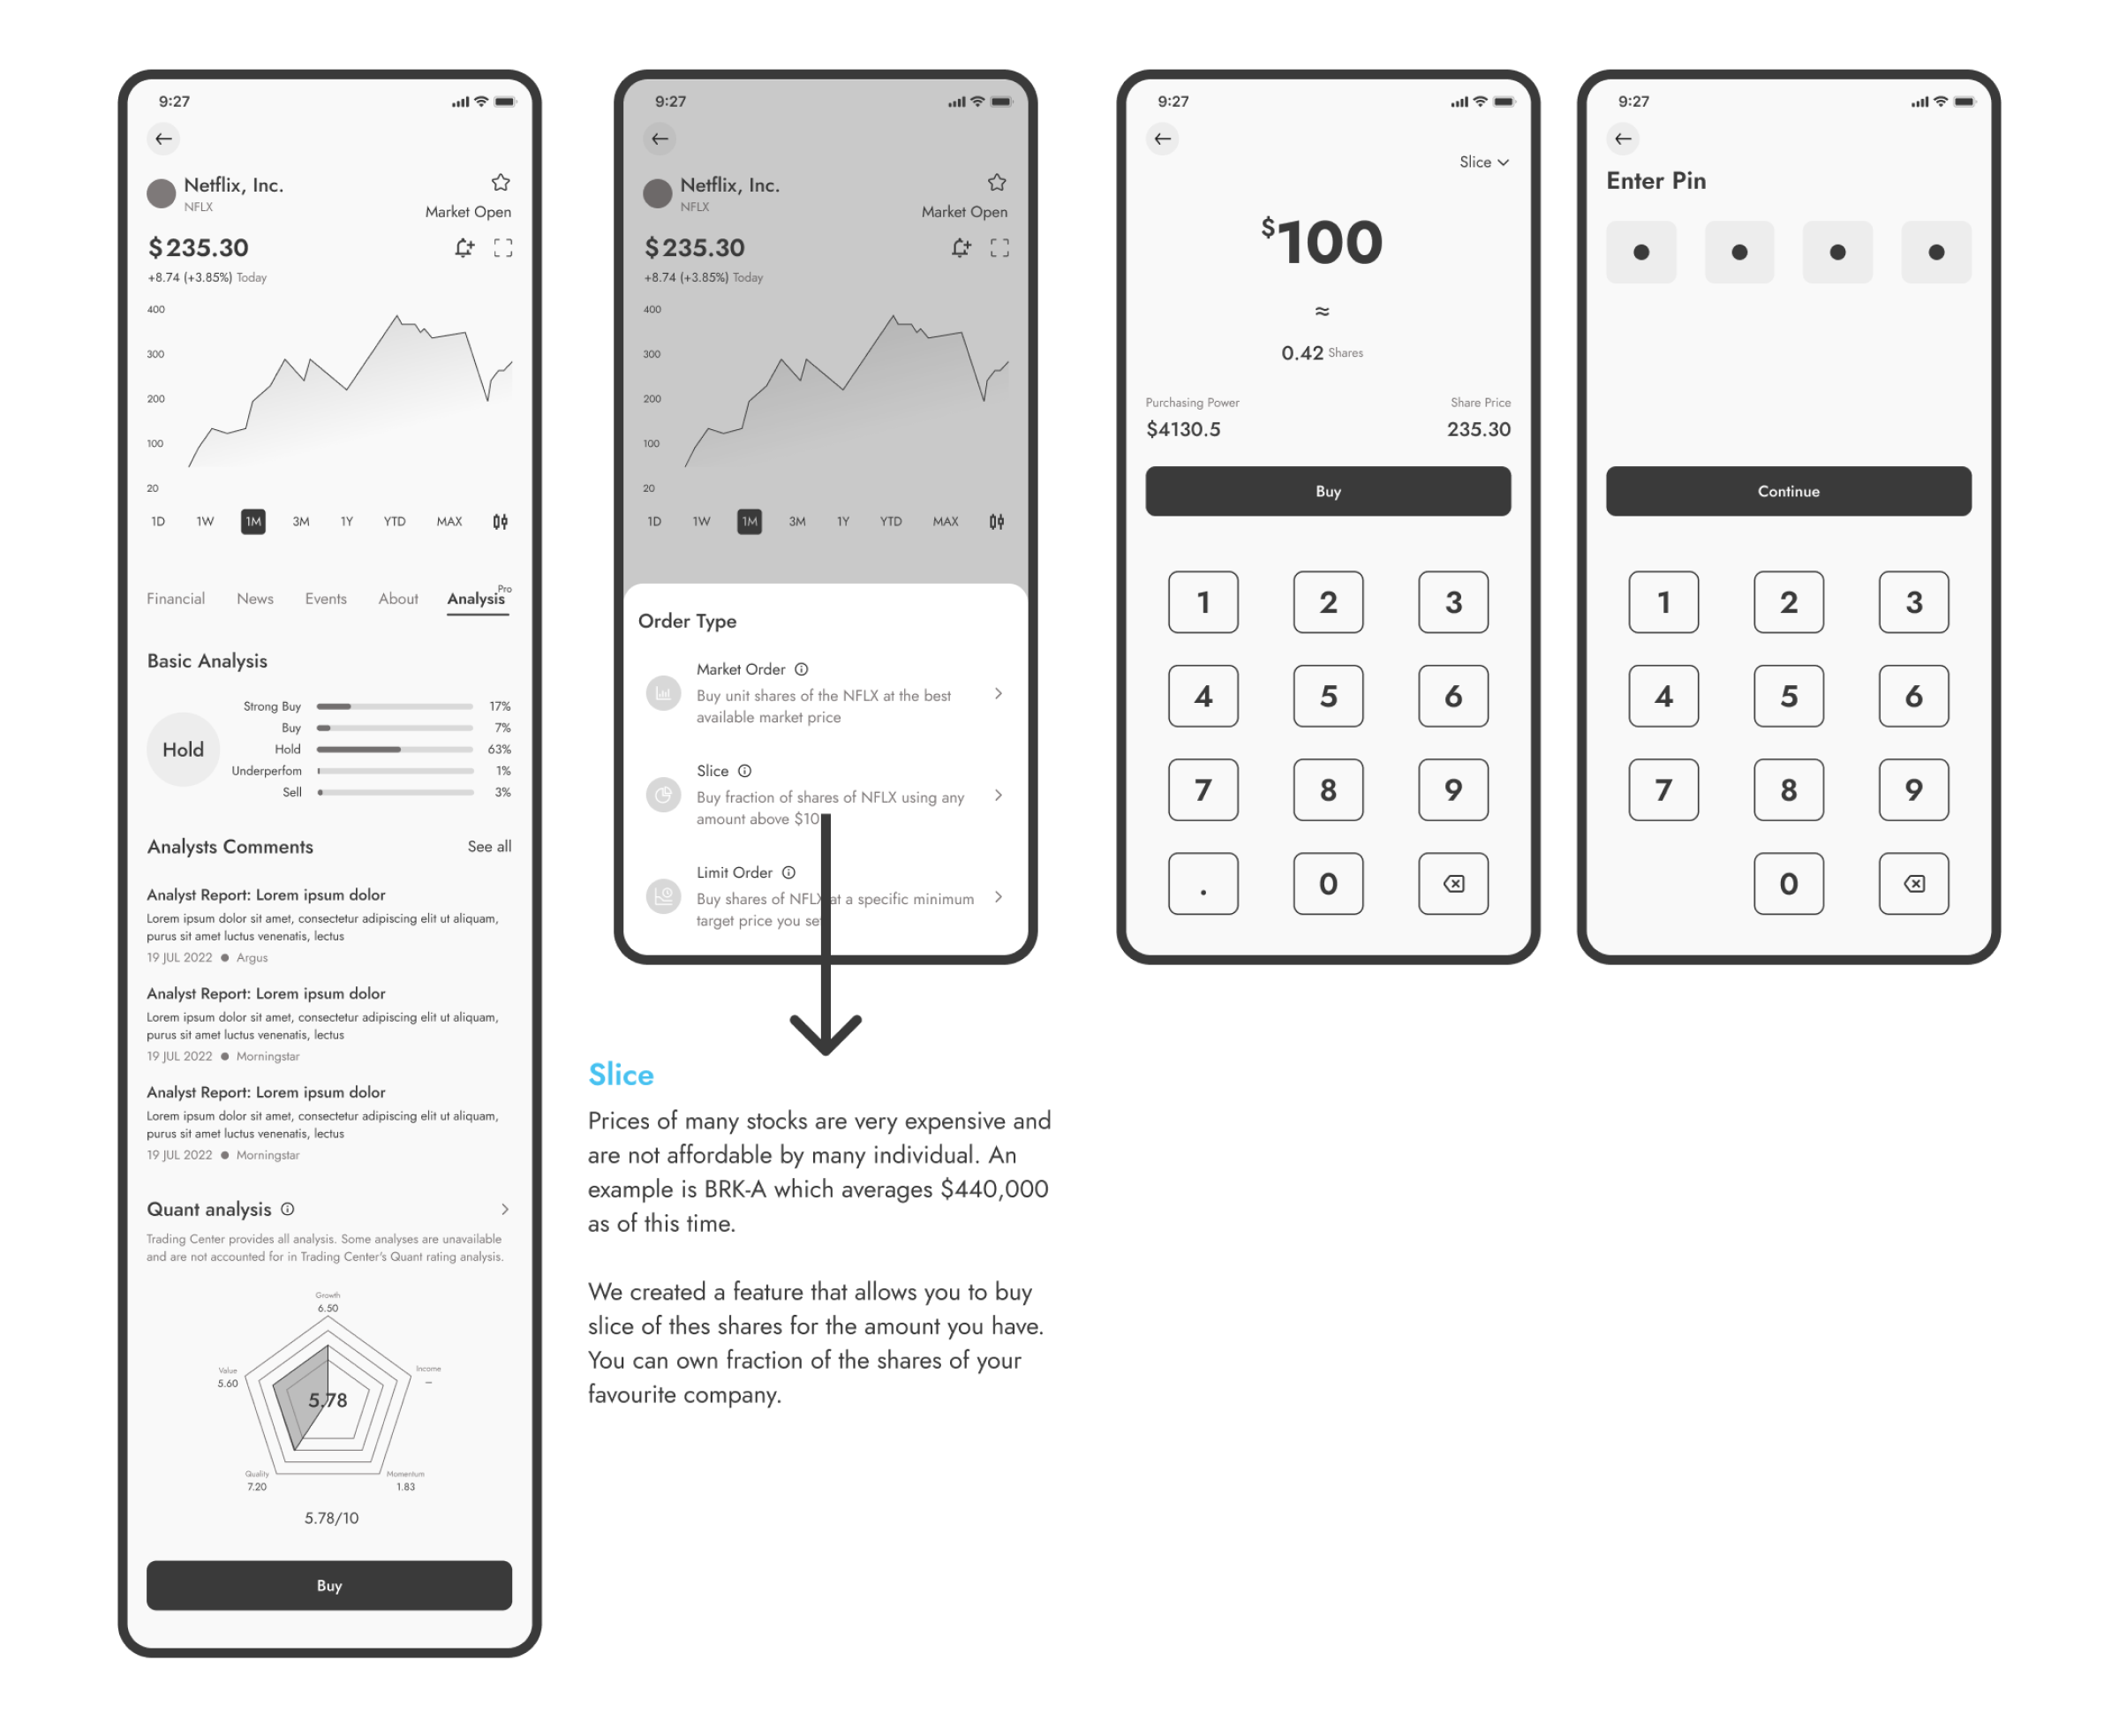 9:27
Netflix, Inc.
NFLX
Market Open
$235.30
+8.74 (+3.85%) Today
400
300
200
100
20
1D 1W 1M 3M 1Y YTD MAX
Financial News Events About Analysis Pro
Basic Analysis
Hold
Strong Buy 17%
Buy 7%
Hold 63%
Underperfom 1%
Sell 3%
Analysts Comments See all
Analyst Report: Lorem ipsum dolor
Lorem ipsum dolor sit amet, consectetur adipiscing elit ut aliquam,
purus sit amet luctus venenatis, lectus
19 JUL 2022 ● Argus
Analyst Report: Lorem ipsum dolor
Lorem ipsum dolor sit amet, consectetur adipiscing elit ut aliquam,
purus sit amet luctus venenatis, lectus
19 JUL 2022 ● Morningstar
Analyst Report: Lorem ipsum dolor
Lorem ipsum dolor sit amet, consectetur adipiscing elit ut aliquam,
purus sit amet luctus venenatis, lectus
19 JUL 2022 ● Morningstar
Quant analysis
Trading Center provides all analysis. Some analyses are unavailable
and are not accounted for in Trading Center's Quant rating analysis.
Growth
6.50
Value
5.60
Income
–
5.78
Quality
7.20
Momentum
1.83
5.78/10
Buy
9:27
Netflix, Inc.
NFLX
Market Open
$235.30
+8.74 (+3.85%) Today
400
300
200
100
20
1D 1W 1M 3M 1Y YTD MAX
Order Type
Market Order
Buy unit shares of the NFLX at the best
available market price
Slice
Buy fraction of shares of NFLX using any
amount above $10
Limit Order
Buy shares of NFLX at a specific minimum
target price you set
Slice
Prices of many stocks are very expensive and
are not affordable by many individual. An
example is BRK-A which averages $440,000
as of this time.
We created a feature that allows you to buy
slice of thes shares for the amount you have.
You can own fraction of the shares of your
favourite company.
9:27
Slice
$100
≈
0.42 Shares
Purchasing Power Share Price
$4130.5 235.30
Buy
1 2 3
4 5 6
7 8 9
. 0
9:27
Enter Pin
Continue
1 2 3
4 5 6
7 8 9
0